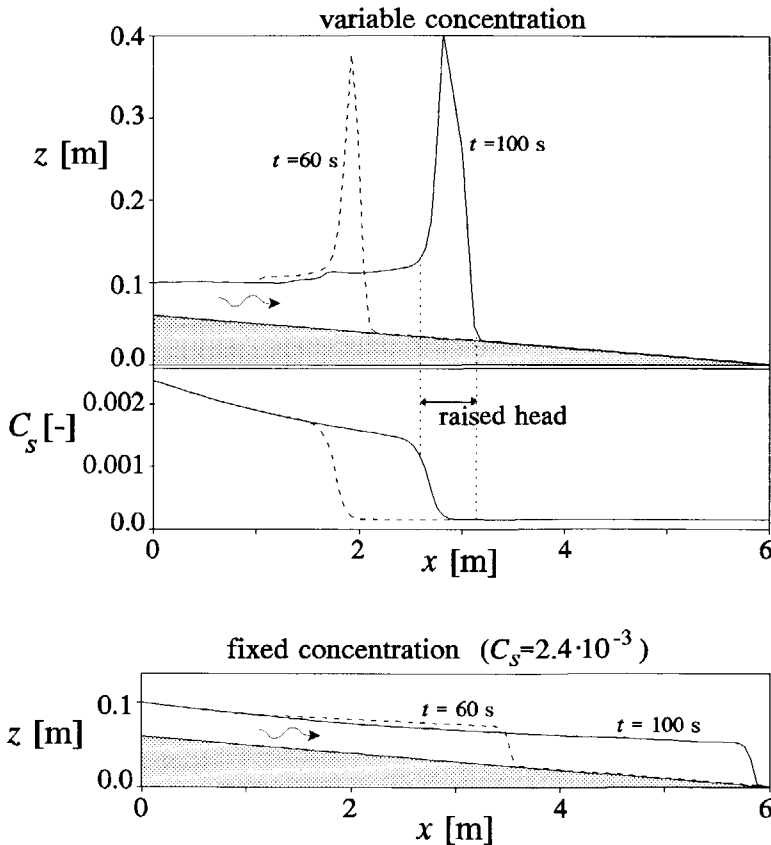 variable concentration
0.4
0.3
z [m]
t =60 s
t =100 s
0.2
0.1
0.0
0.002
C_s [-]
raised head
0.001
0.0
0 2 4 6
x [m]
fixed concentration (C_s=2.4·10^-3)
0.1
t = 60 s
t = 100 s
z [m]
0.0
0 2 4 6
x [m]